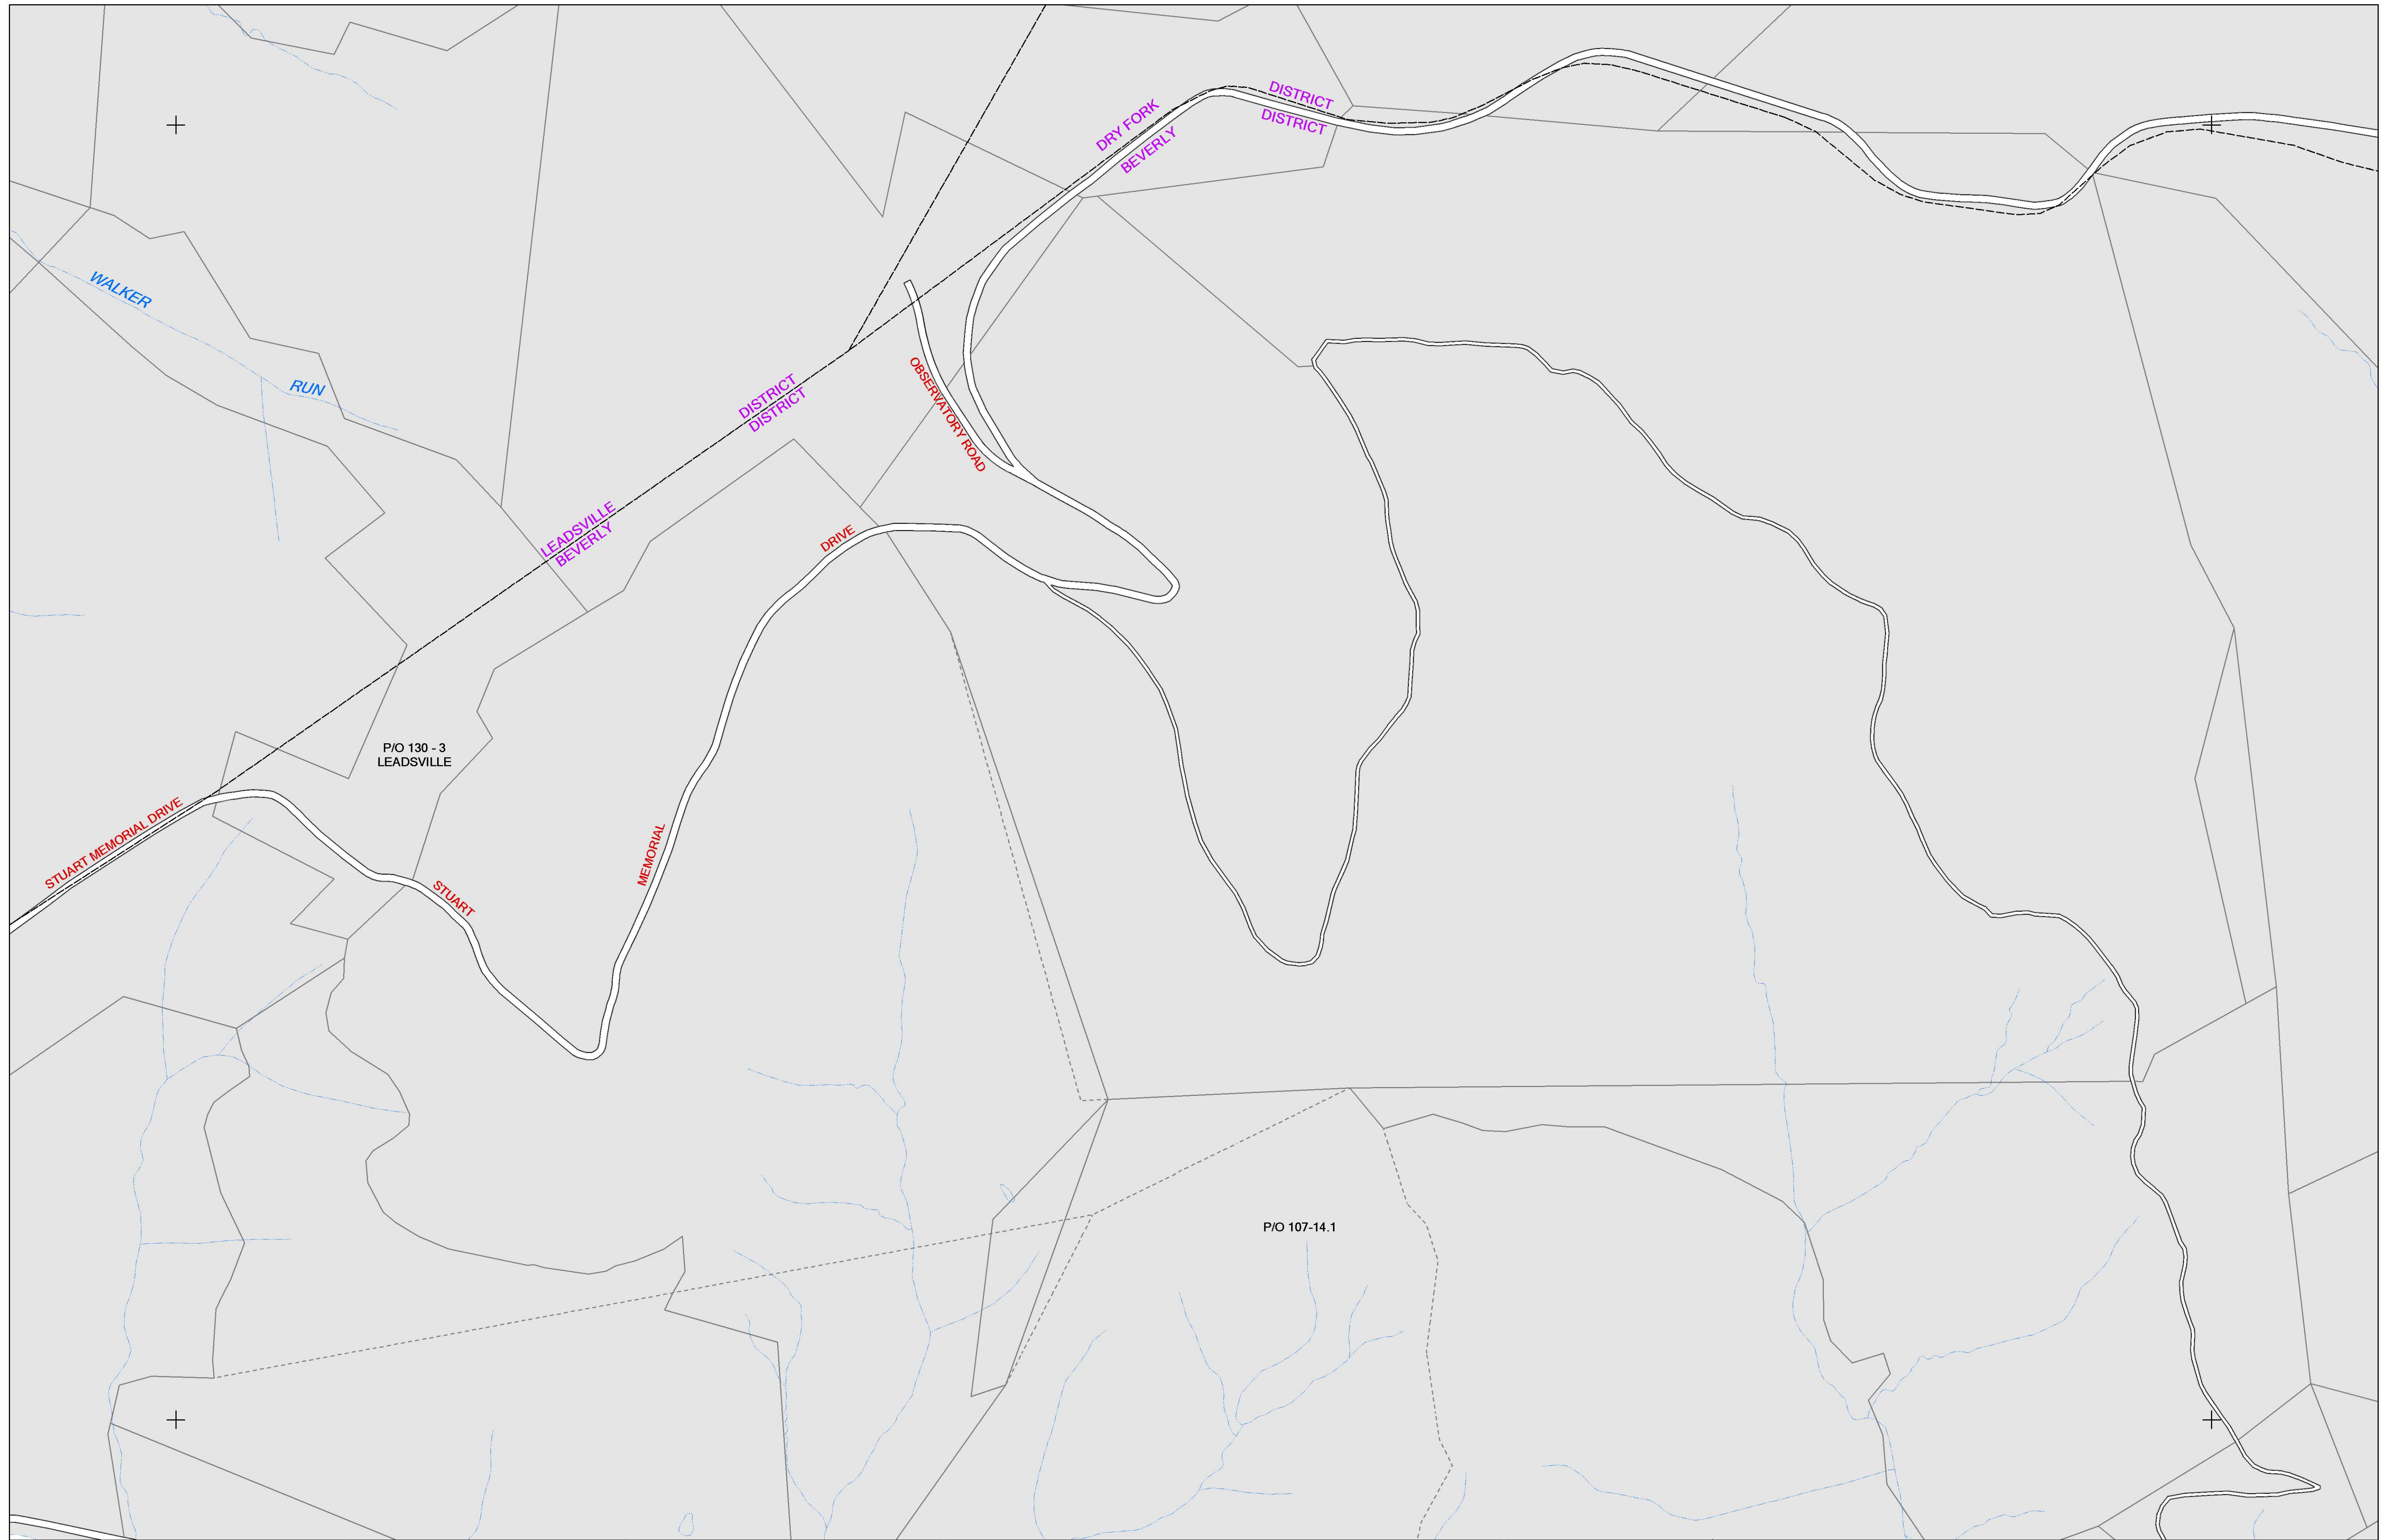 DISTRICT
DISTRICT
DRY FORK
BEVERLY
WALKER
RUN
OBSERVATORY ROAD
DISTRICT
DISTRICT
LEADSVILLE
BEVERLY
DRIVE
P/O 130 - 3
LEADSVILLE
STUART MEMORIAL DRIVE
MEMORIAL
STUART
P/O 107-14.1